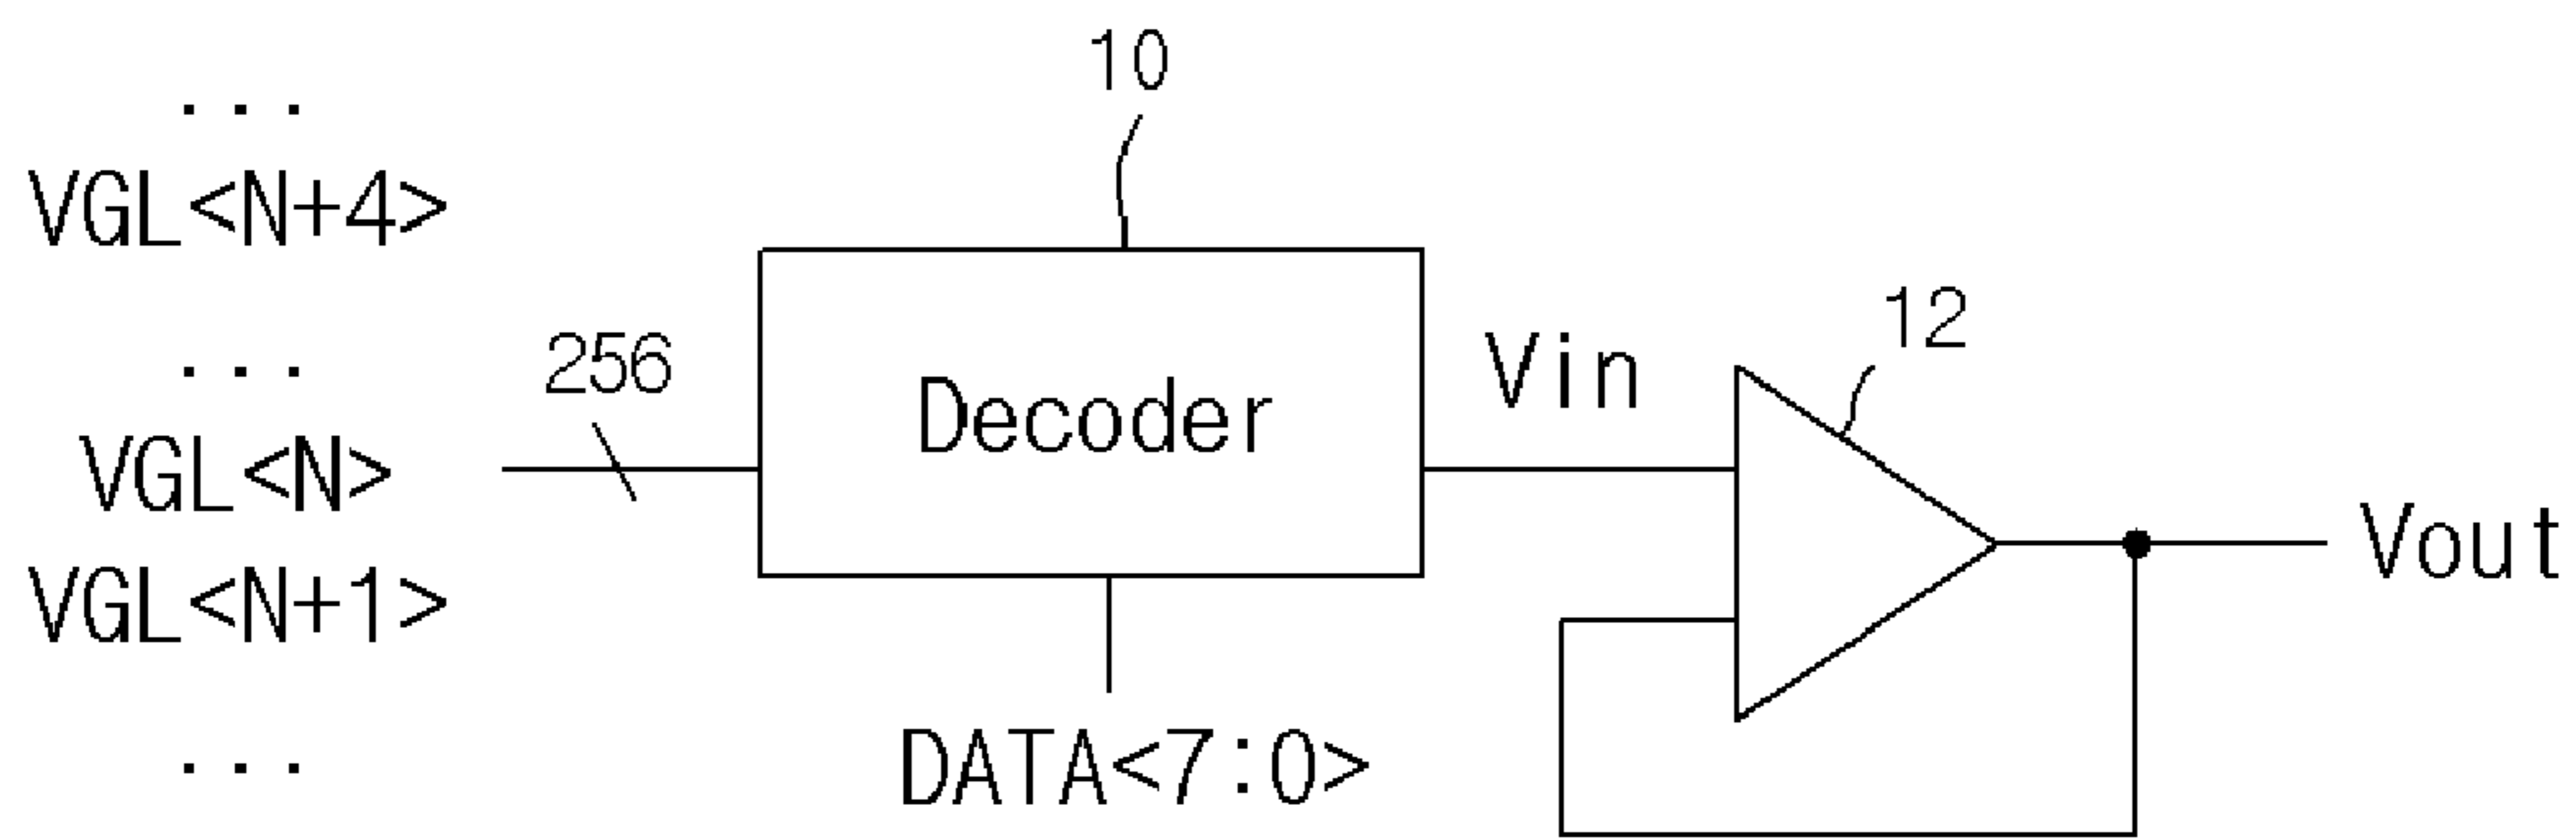 10
...
VGL<N+4>
...
256
Decoder
Vin
12
VGL<N>
Vout
VGL<N+1>
DATA<7:0>
...